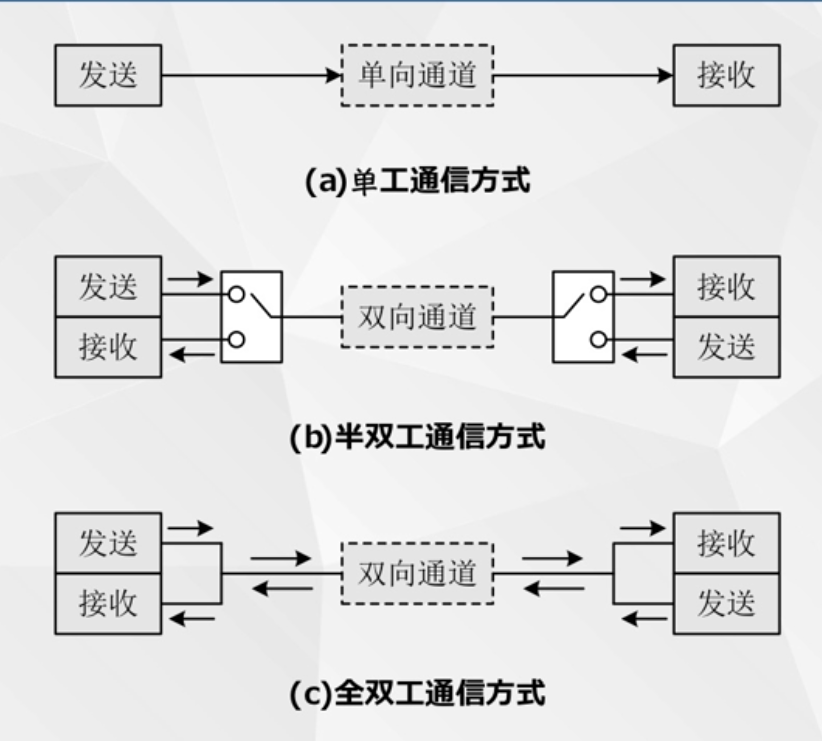 发送 单向通道 接收
(a)单工通信方式
发送 接收
双向通道
接收 发送
(b)半双工通信方式
发送 接收
双向通道
接收 发送
(c)全双工通信方式